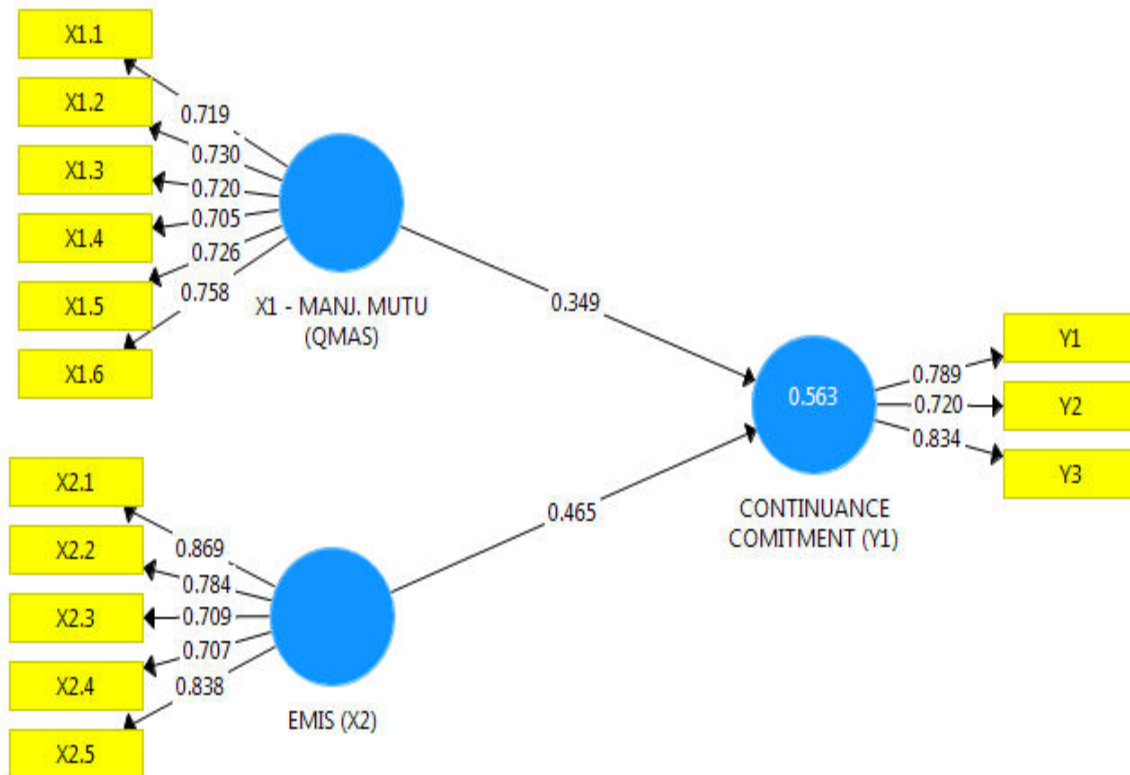 X1.1
X1.2
X1.3
X1.4
X1.5
X1.6
0.719
0.730
0.720
0.705
0.726
0.758
X1 - MANJ. MUTU
(QMAS)
0.349
X2.1
X2.2
X2.3
X2.4
X2.5
0.869
0.784
0.709
0.707
0.838
EMIS (X2)
0.465
0.563
CONTINUANCE
COMITMENT (Y1)
0.789
0.720
0.834
Y1
Y2
Y3